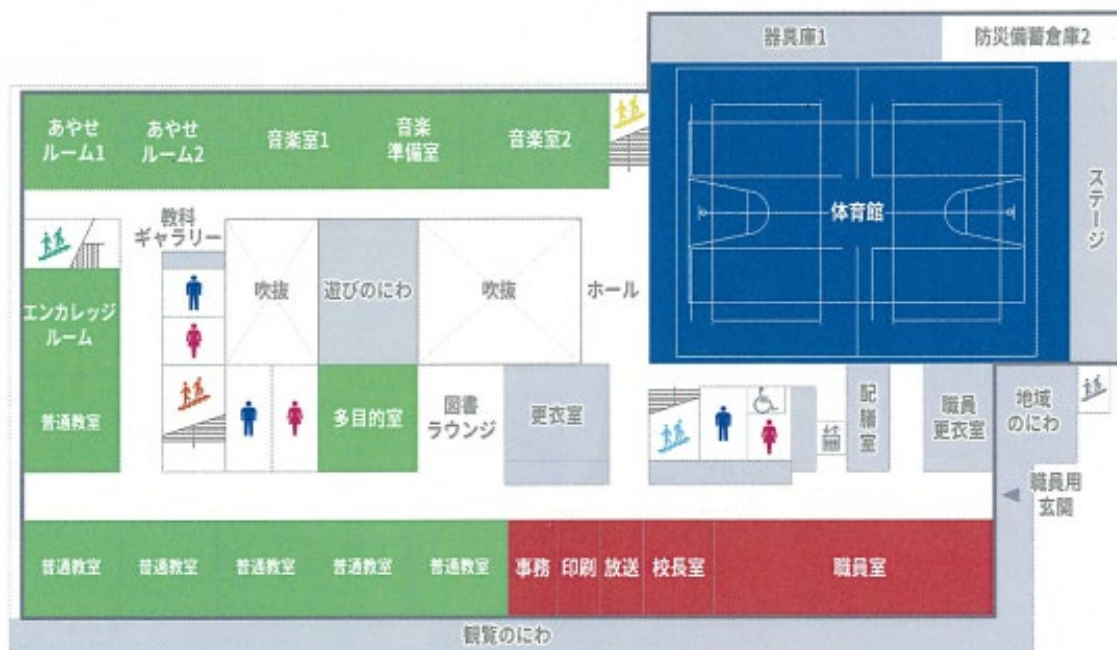 器具庫1
防災備蓄倉庫2
あやせ
ルーム1
あやせ
ルーム2
音楽室1
音楽
準備室
音楽室2
体育館
ステージ
教科
ギャラリー
吹抜
遊びのにわ
吹抜
ホール
エンカレッジ
ルーム
普通教室
多目的室
図書
ラウンジ
更衣室
配膳室
職員
更衣室
地域
のにわ
職員用
玄関
普通教室
普通教室
普通教室
普通教室
普通教室
事務
印刷
放送
校長室
職員室
観覧のにわ